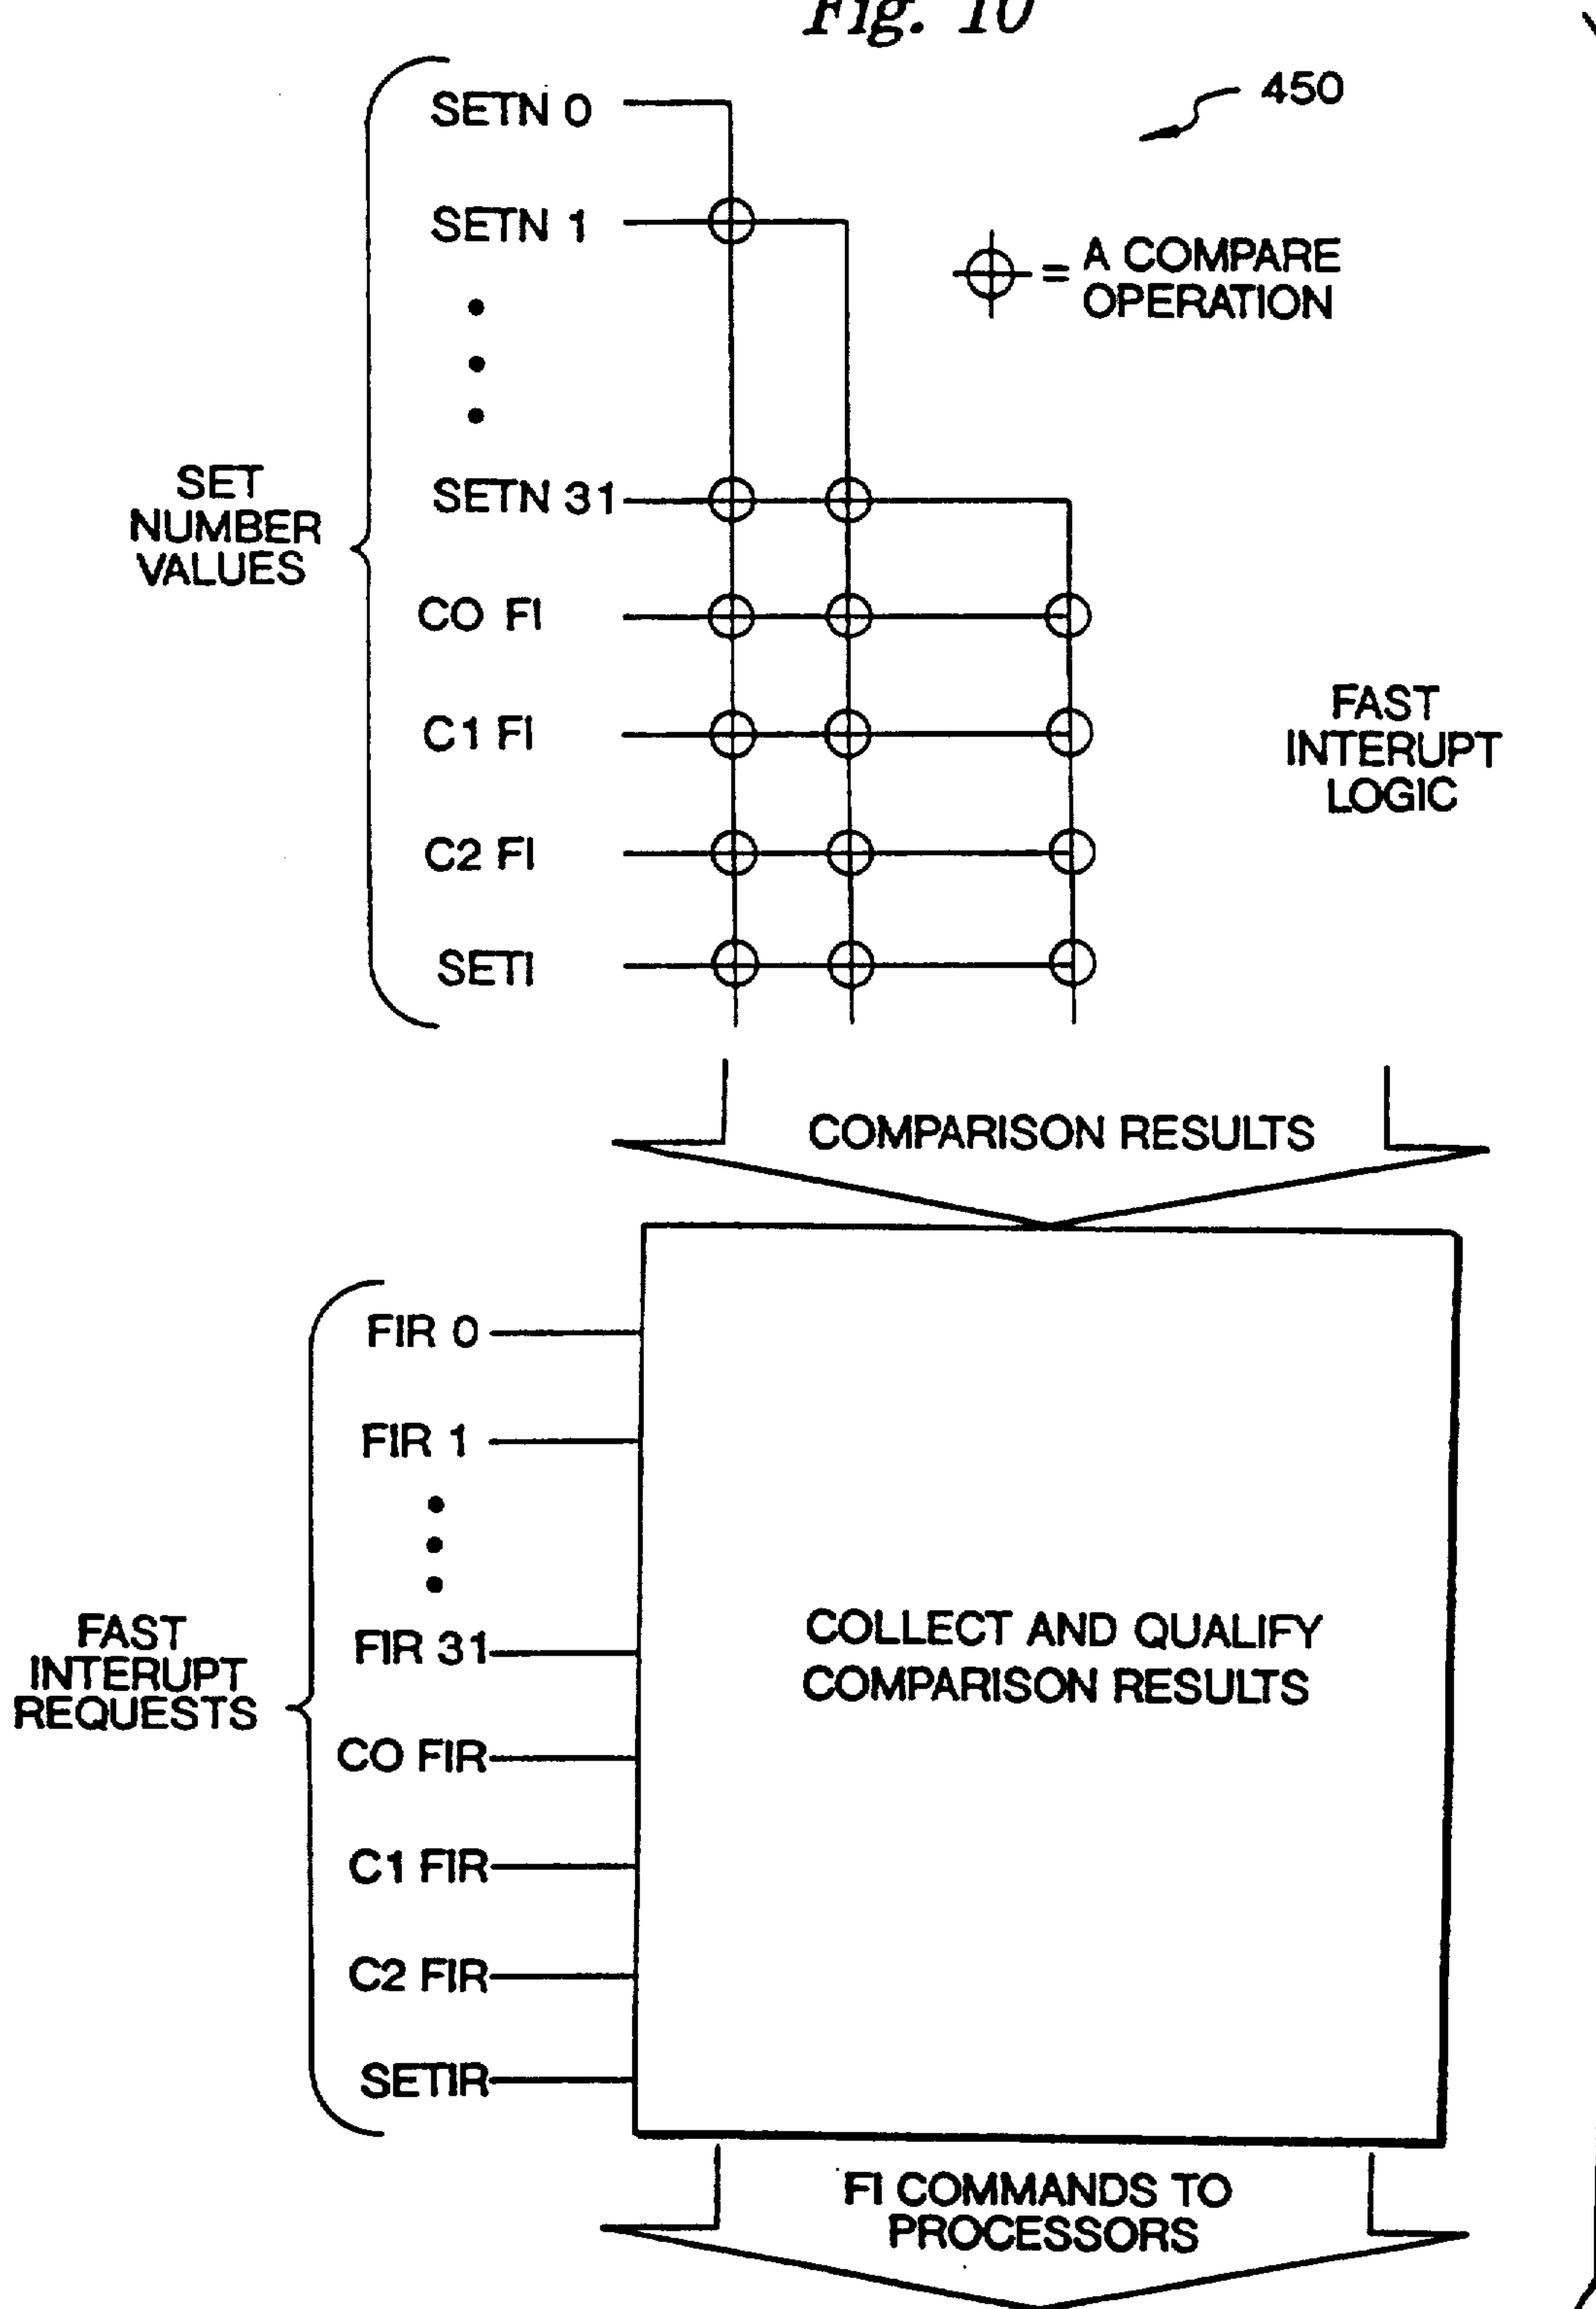 Fig. 10
450
SETN 0
SETN 1
= A COMPARE
OPERATION
SETN 31
SET
NUMBER
VALUES
CO FI
C1 FI
C2 FI
SETI
FAST
INTERUPT
LOGIC
COMPARISON RESULTS
FIR 0
FIR 1
FIR 31
FAST
INTERUPT
REQUESTS
COLLECT AND QUALIFY
COMPARISON RESULTS
CO FIR
C1 FIR
C2 FIR
SETIR
FI COMMANDS TO
PROCESSORS